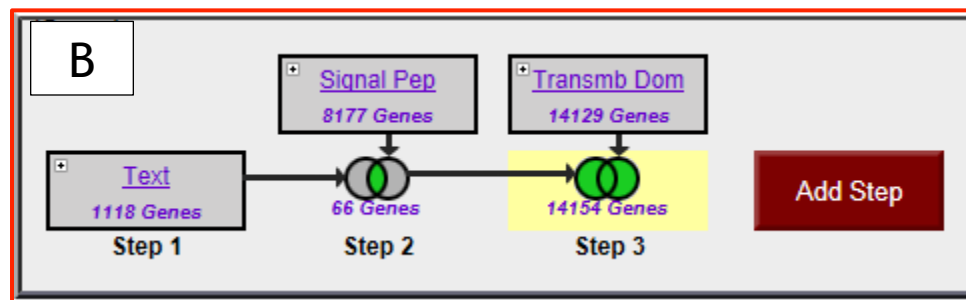 B
Signal Pep
8177 Genes
Transmb Dom
14129 Genes
Text
1118 Genes
66 Genes
14154 Genes
Add Step
Step 1
Step 2
Step 3